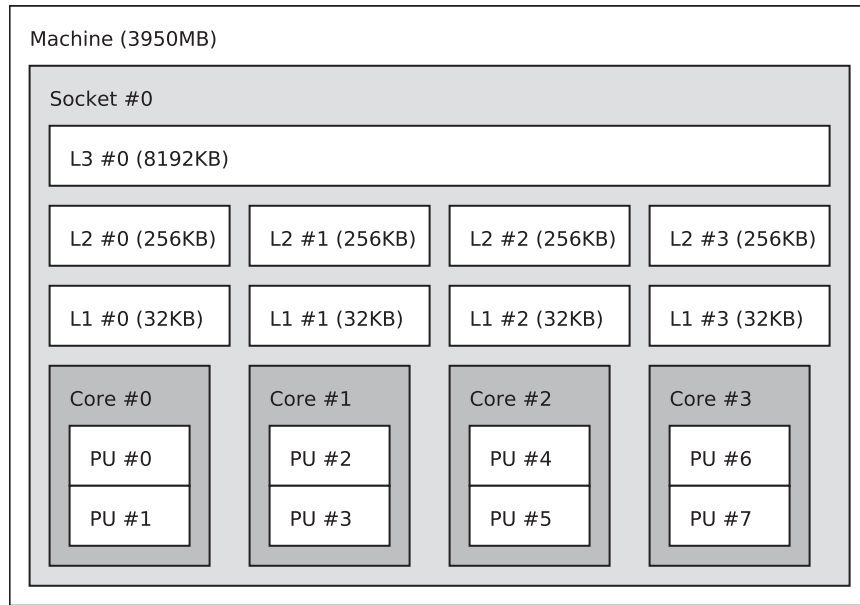 Machine (3950MB)
Socket #0
L3 #0 (8192KB)
L2 #0 (256KB) L2 #1 (256KB) L2 #2 (256KB) L2 #3 (256KB)
L1 #0 (32KB) L1 #1 (32KB) L1 #2 (32KB) L1 #3 (32KB)
Core #0 Core #1 Core #2 Core #3
PU #0 PU #2 PU #4 PU #6
PU #1 PU #3 PU #5 PU #7